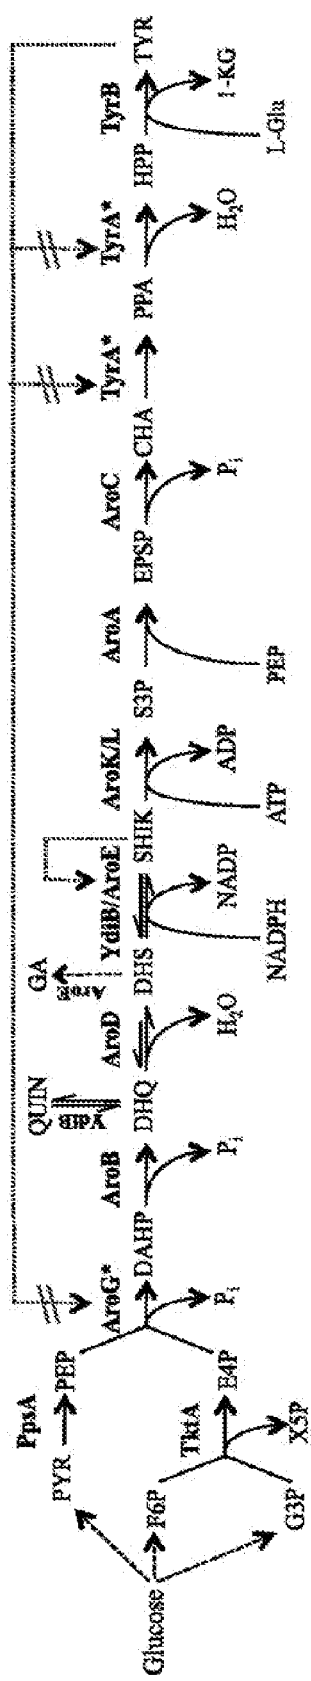 Glucose
PYR
F6P
G3P
PpsA
PEP
TktA
E4P
X5P
AroG*
Pi
DAHP
AroB
Pi
DHQ
QUIN
YdiB
AroD
H2O
DHS
GA
AroE
YdiB/AroE
NADPH
NADP
SHIK
AroK/L
ATP
ADP
S3P
AroA
PEP
EPSP
AroC
Pi
CHA
TyrA*
PPA
TyrA*
H2O
HPP
TyrB
L-Glu
1-KG
TYR